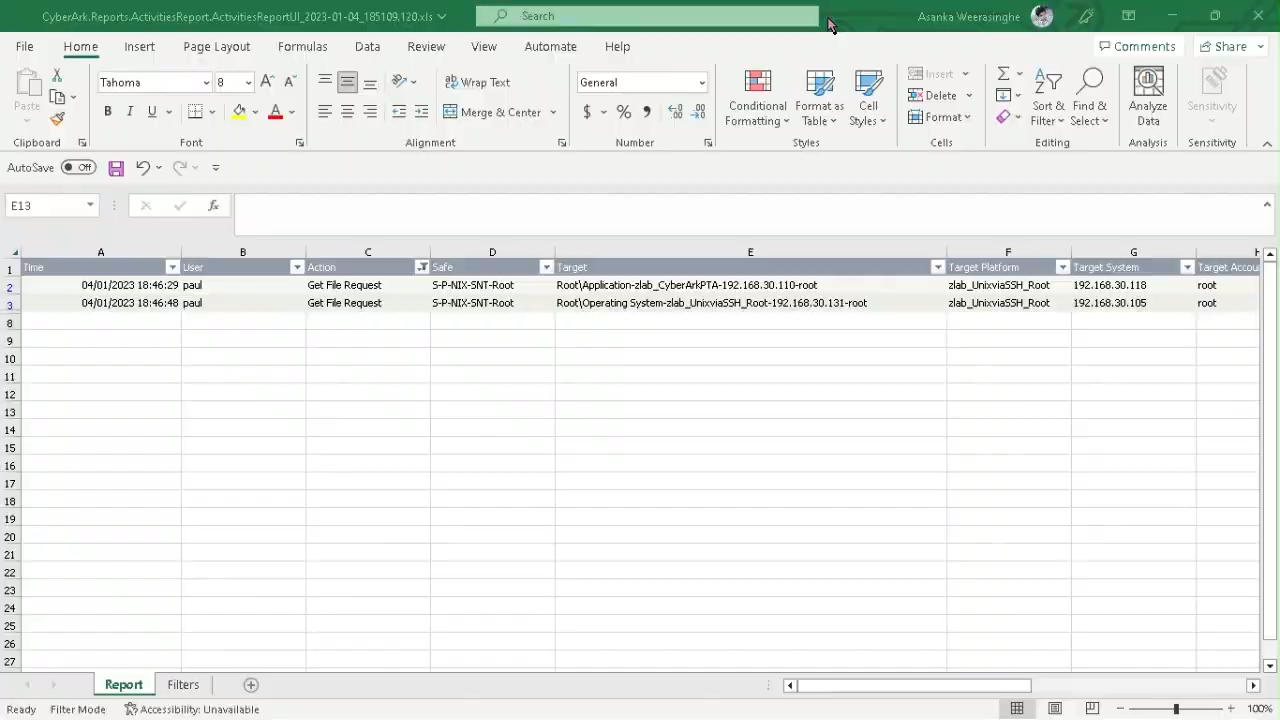 CyberArk.Reports.ActivitiesReport.ActivitiesReportUI_2023-01-04_185109,120.xls
Search
Asanka Weerasinghe
File Home Insert Page Layout Formulas Data Review View Automate Help Comments Share
Paste
Tahoma 8
Wrap Text
General
Conditional Formatting
Format as Table
Cell Styles
Insert
Sort & Filter
Find & Select
Analyze Data
Sensitivity
B I U
Merge & Center
$ % ,
Delete
Format
Clipboard Font Alignment Number Styles Cells Editing Analysis Sensitivity
AutoSave Off
E13 fx
A B C D E F G H
1 Time User Action Safe Target Target Platform Target System Target Accou
2 04/01/2023 18:46:29 paul Get File Request S-P-NIX-SNT-Root Root\Application-zlab_CyberArkPTA-192.168.30.110-root zlab_UnixviaSSH_Root 192.168.30.118 root
3 04/01/2023 18:46:48 paul Get File Request S-P-NIX-SNT-Root Root\Operating System-zlab_UnixviaSSH_Root-192.168.30.131-root zlab_UnixviaSSH_Root 192.168.30.105 root
8
9
10
11
12
13
14
15
16
17
18
19
20
21
22
23
24
25
26
27
Report Filters
Ready Filter Mode Accessibility: Unavailable 100%